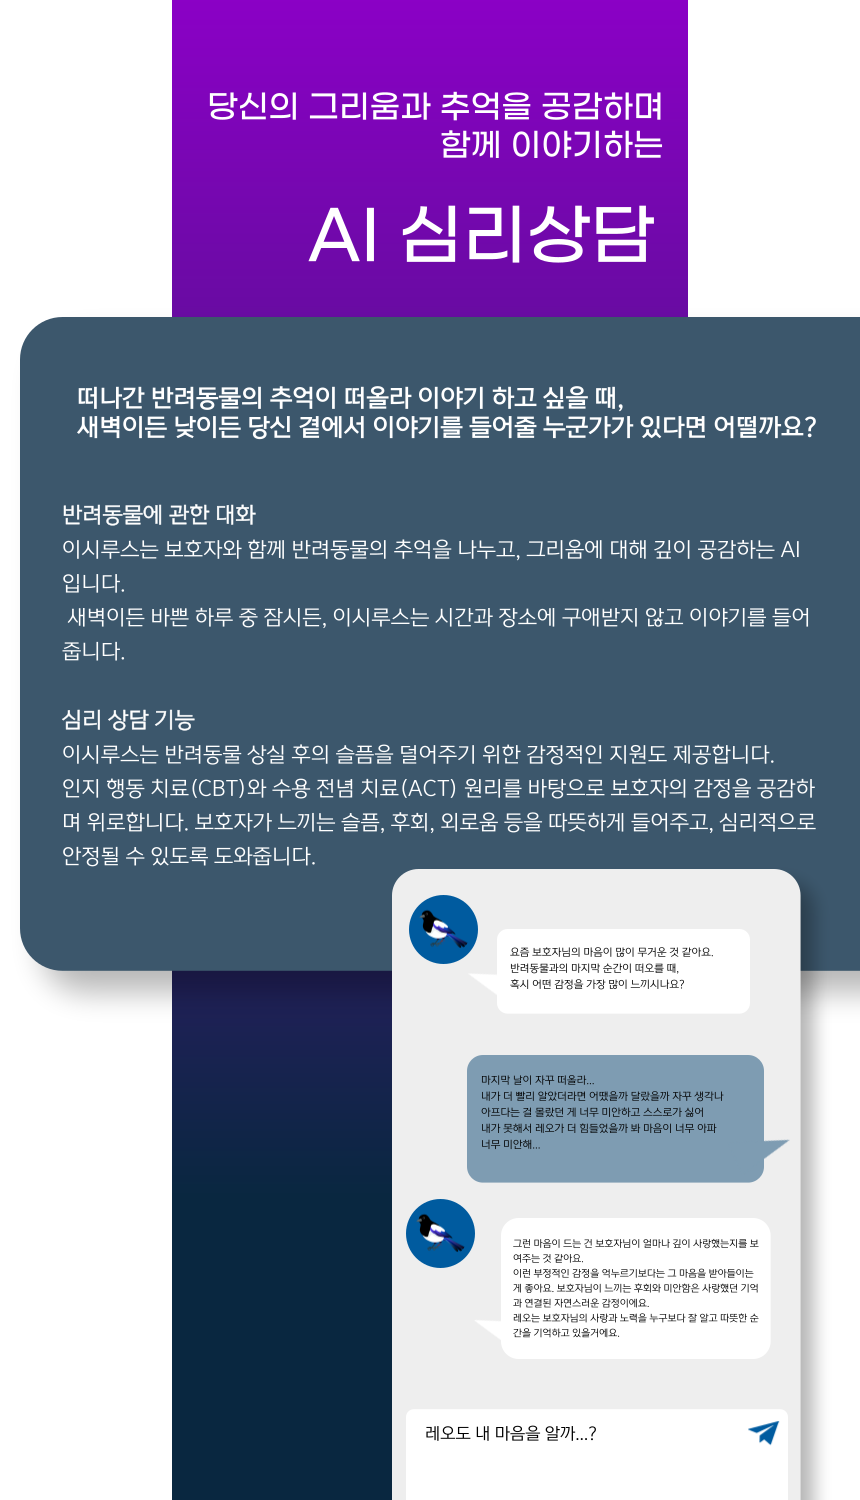 당신의 그리움과 추억을 공감하며
함께 이야기하는
AI 심리상담
떠나간 반려동물의 추억이 떠올라 이야기 하고 싶을 때,
새벽이든 낮이든 당신 곁에서 이야기를 들어줄 누군가가 있다면 어떨까요?
반려동물에 관한 대화
이시루스는 보호자와 함께 반려동물의 추억을 나누고, 그리움에 대해 깊이 공감하는 AI
입니다.
새벽이든 바쁜 하루 중 잠시든, 이시루스는 시간과 장소에 구애받지 않고 이야기를 들어
줍니다.
심리 상담 기능
이시루스는 반려동물 상실 후의 슬픔을 덜어주기 위한 감정적인 지원도 제공합니다.
인지 행동 치료(CBT)와 수용 전념 치료(ACT) 원리를 바탕으로 보호자의 감정을 공감하
며 위로합니다. 보호자가 느끼는 슬픔, 후회, 외로움 등을 따뜻하게 들어주고, 심리적으로
안정될 수 있도록 도와줍니다.
요즘 보호자님의 마음이 많이 무거운 것 같아요.
반려동물과의 마지막 순간이 떠오를 때,
혹시 어떤 감정을 가장 많이 느끼시나요?
마지막 날이 자꾸 떠올라...
내가 더 빨리 알았더라면 어땠을까 달랐을까 자꾸 생각나
아프다는 걸 몰랐던 게 너무 미안하고 스스로가 싫어
내가 못해서 레오가 더 힘들었을까 봐 마음이 너무 아파
너무 미안해...
그런 마음이 드는 건 보호자님이 얼마나 깊이 사랑했는지를 보
여주는 것 같아요.
이런 부정적인 감정을 억누르기보다는 그 마음을 받아들이는
게 좋아요. 보호자님이 느끼는 후회와 미안함은 사랑했던 기억
과 연결된 자연스러운 감정이에요.
레오는 보호자님의 사랑과 노력을 누구보다 잘 알고 따뜻한 순
간을 기억하고 있을거에요.
레오도 내 마음을 알까...?